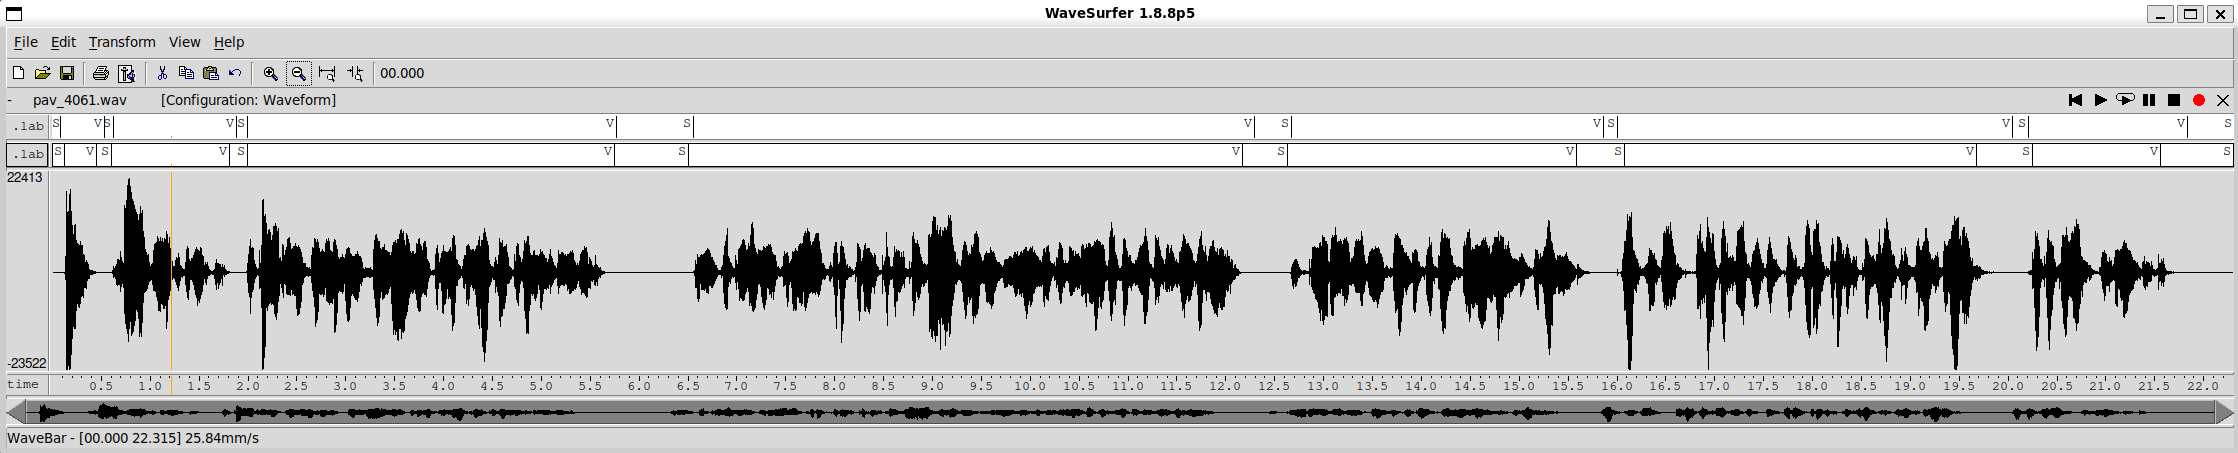 WaveSurfer 1.8.8p5
File Edit Transform View Help
00.000
- pav_4061.wav [Configuration: Waveform]
.lab S V S V S V S V S V S V S V S
.lab S V S V S V S V S V S V S V S
22413
-23522
time 0.5 1.0 1.5 2.0 2.5 3.0 3.5 4.0 4.5 5.0 5.5 6.0 6.5 7.0 7.5 8.0 8.5 9.0 9.5 10.0 10.5 11.0 11.5 12.0 12.5 13.0 13.5 14.0 14.5 15.0 15.5 16.0 16.5 17.0 17.5 18.0 18.5 19.0 19.5 20.0 20.5 21.0 21.5 22.0
WaveBar - [00.000 22.315] 25.84mm/s